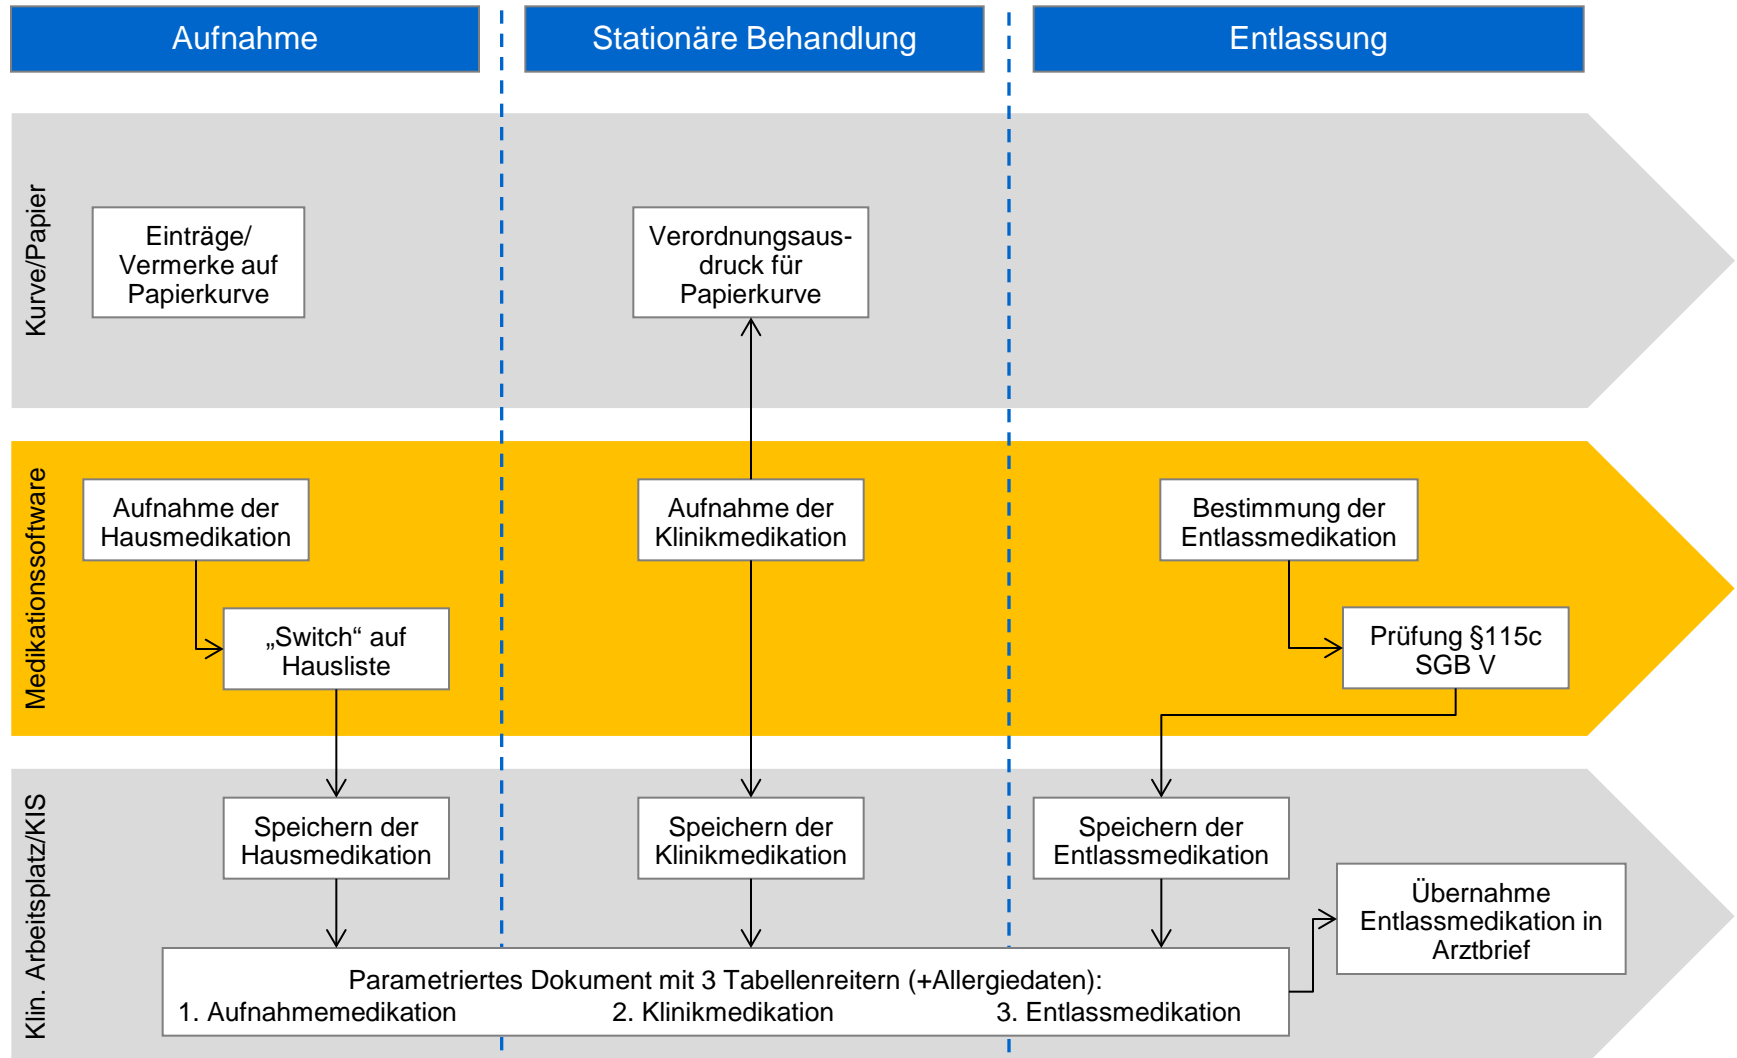 Aufnahme
Stationäre Behandlung
Entlassung
Kurve/Papier
Einträge/
Vermerke auf
Papierkurve
Verordnungsaus-
druck für
Papierkurve
Medikationssoftware
Aufnahme der
Hausmedikation
„Switch“ auf
Hausliste
Aufnahme der
Klinikmedikation
Bestimmung der
Entlassmedikation
Prüfung §115c
SGB V
Klin. Arbeitsplatz/KIS
Speichern der
Hausmedikation
Speichern der
Klinikmedikation
Speichern der
Entlassmedikation
Übernahme
Entlassmedikation in
Arztbrief
Parametriertes Dokument mit 3 Tabellenreitern (+Allergiedaten):
1. Aufnahmemedikation 2. Klinikmedikation 3. Entlassmedikation